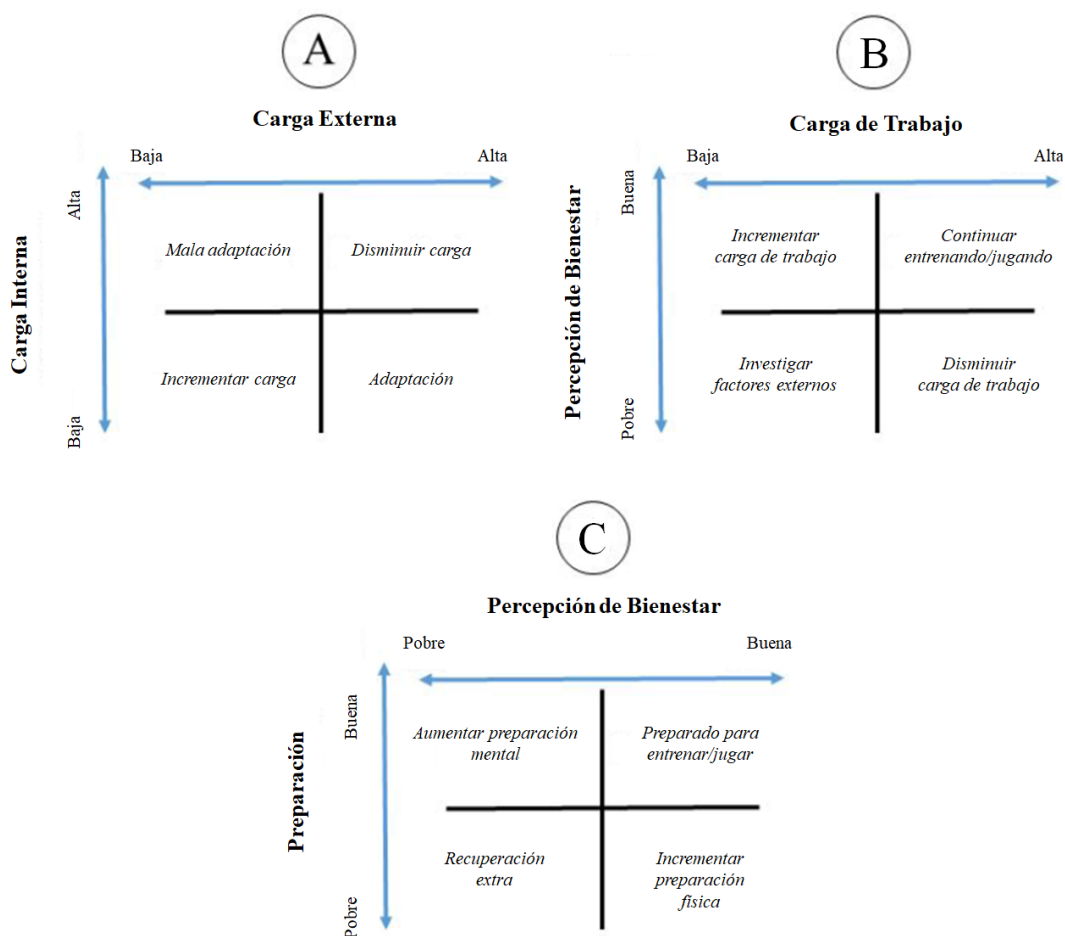 A
Carga Externa
Baja
Alta
Carga Interna
Alta
Baja
Mala adaptación
Disminuir carga
Incrementar carga
Adaptación
B
Carga de Trabajo
Baja
Alta
Percepción de Bienestar
Buena
Pobre
Incrementar
carga de trabajo
Continuar
entrenando/jugando
Investigar
factores externos
Disminuir
carga de trabajo
C
Percepción de Bienestar
Pobre
Buena
Preparación
Buena
Pobre
Aumentar preparación
mental
Preparado para
entrenar/jugar
Recuperación
extra
Incrementar
preparación
física